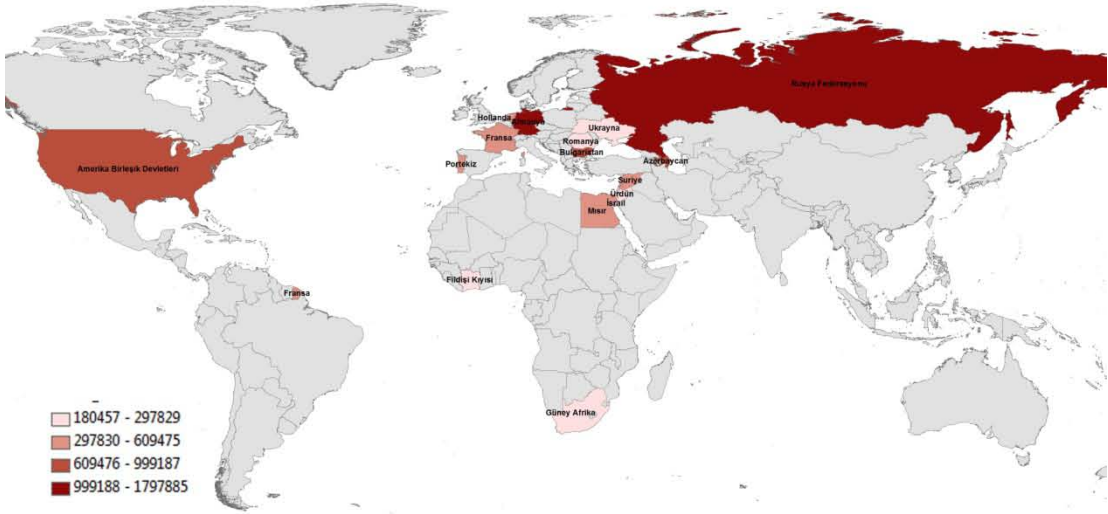 Rusya Federasyonu
Hollanda
Almanya
Ukrayna
Fransa
Romanya
Bulgaristan
Azerbaycan
Portekiz
Amerika Birleşik Devletleri
Suriye
Ürdün
İsrail
Mısır
Fildişi Kıyısı
Fransa
Güney Afrika
180457 - 297829
297830 - 609475
609476 - 999187
999188 - 1797885